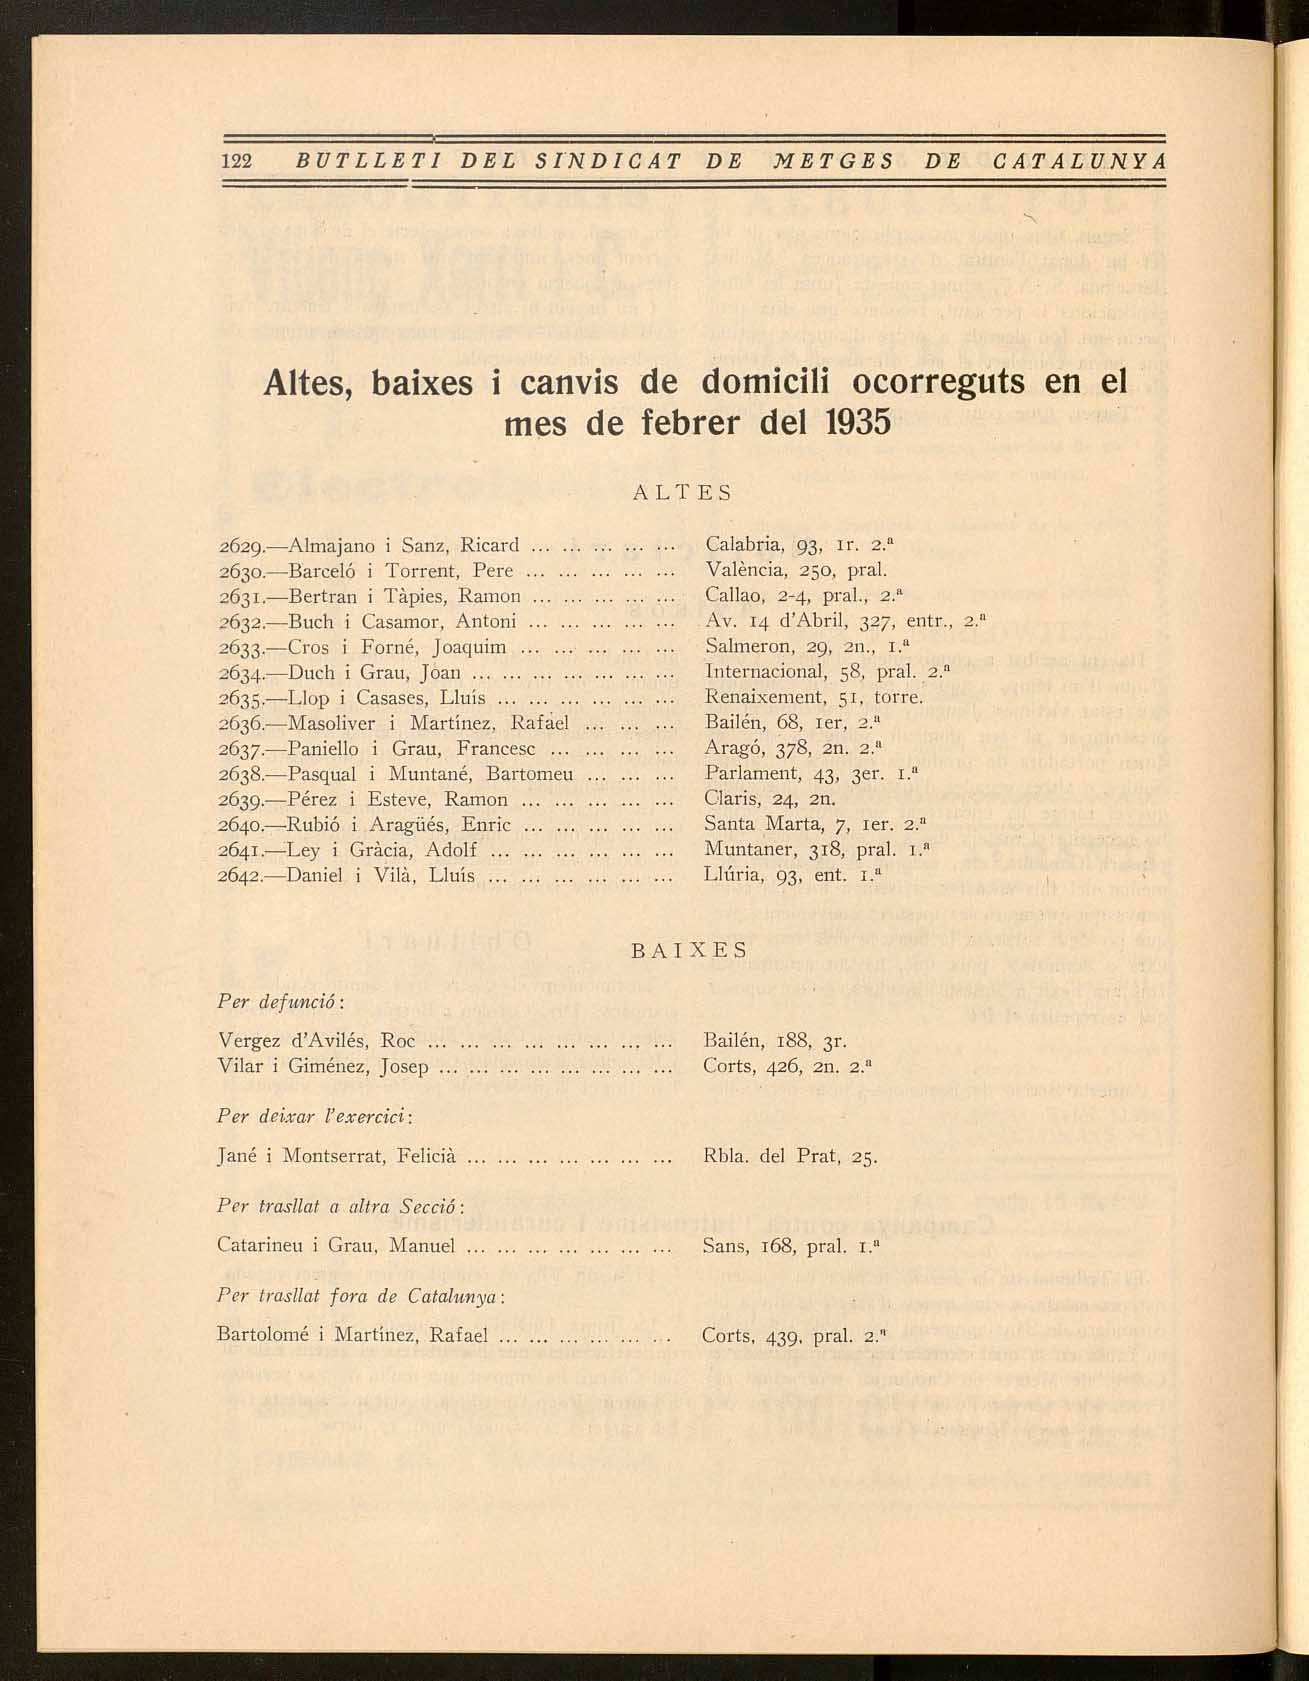 122 BUTLLETI DEL SINDICAT DE METGES DE CATALUNYA
Altes, baixes i canvis de domicili ocorreguts en el
mes de febrer del 1935
ALTES
2629.—Almajano i Sanz, Ricard ... ... ... ... ... Calabria, 93, 1r. 2.ª
2630.—Barceló i Torrent, Pere ... ... ... ... ... València, 250, pral.
2631.—Bertran i Tàpies, Ramon ... ... ... ... ... Callao, 2-4, pral., 2.ª
2632.—Buch i Casamor, Antoni ... ... ... ... ... Av. 14 d'Abril, 327, entr., 2.ª
2633.—Cros i Forné, Joaquim ... ... ... ... ... Salmeron, 29, 2n., 1.ª
2634.—Duch i Grau, Joan ... ... ... ... ... ... ... Internacional, 58, pral. 2.ª
2635.—Llop i Casases, Lluís ... ... ... ... ... ... Renaixement, 51, torre.
2636.—Masoliver i Martínez, Rafael ... ... ... Bailén, 68, 1er, 2.ª
2637.—Paniello i Grau, Francesc ... ... ... ... Aragó, 378, 2n. 2.ª
2638.—Pasqual i Muntané, Bartomeu ... ... ... Parlament, 43, 3er. 1.ª
2639.—Pérez i Esteve, Ramon ... ... ... ... ... Claris, 24, 2n.
2640.—Rubió i Aragüés, Enric ... ... ... ... ... Santa Marta, 7, 1er. 2.ª
2641.—Ley i Gràcia, Adolf ... ... ... ... ... ... Muntaner, 318, pral. 1.ª
2642.—Daniel i Vilà, Lluís ... ... ... ... ... ... Llúria, 93, ent. 1.ª
BAIXES
Per defunció:
Vergez d'Avilés, Roc ... ... ... ... ... ... ... ... Bailén, 188, 3r.
Vilar i Giménez, Josep ... ... ... ... ... ... ... ... Corts, 426, 2n. 2.ª
Per deixar l'exercici:
Jané i Montserrat, Felicià ... ... ... ... ... ... ... Rbla. del Prat, 25.
Per trasllat a altra Secció:
Catarineu i Grau, Manuel ... ... ... ... ... ... ... Sans, 168, pral. 1.ª
Per trasllat fora de Catalunya:
Bartolomé i Martínez, Rafael ... ... ... ... ... ... Corts, 439, pral. 2.ª